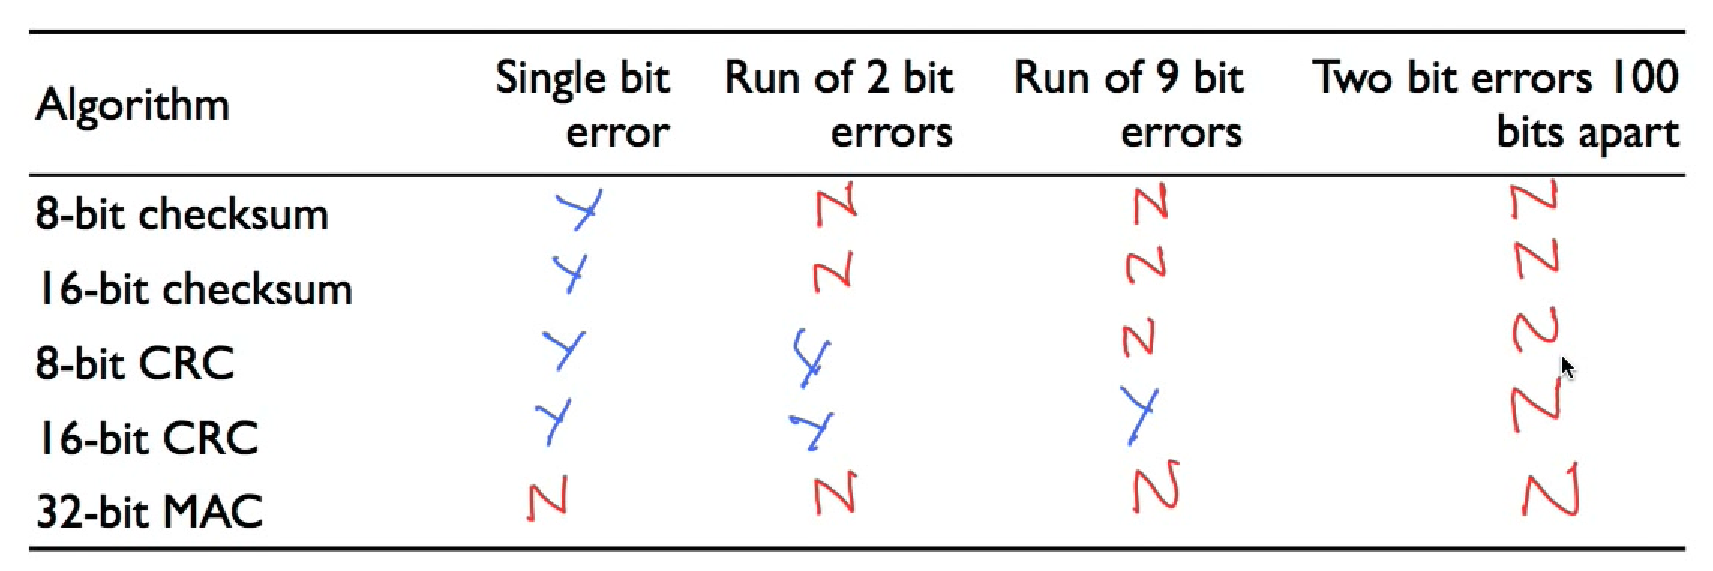 Algorithm Single bit error Run of 2 bit errors Run of 9 bit errors Two bit errors 100 bits apart
8-bit checksum Y N N N
16-bit checksum Y N N N
8-bit CRC Y Y N N
16-bit CRC Y Y Y N
32-bit MAC N N N N